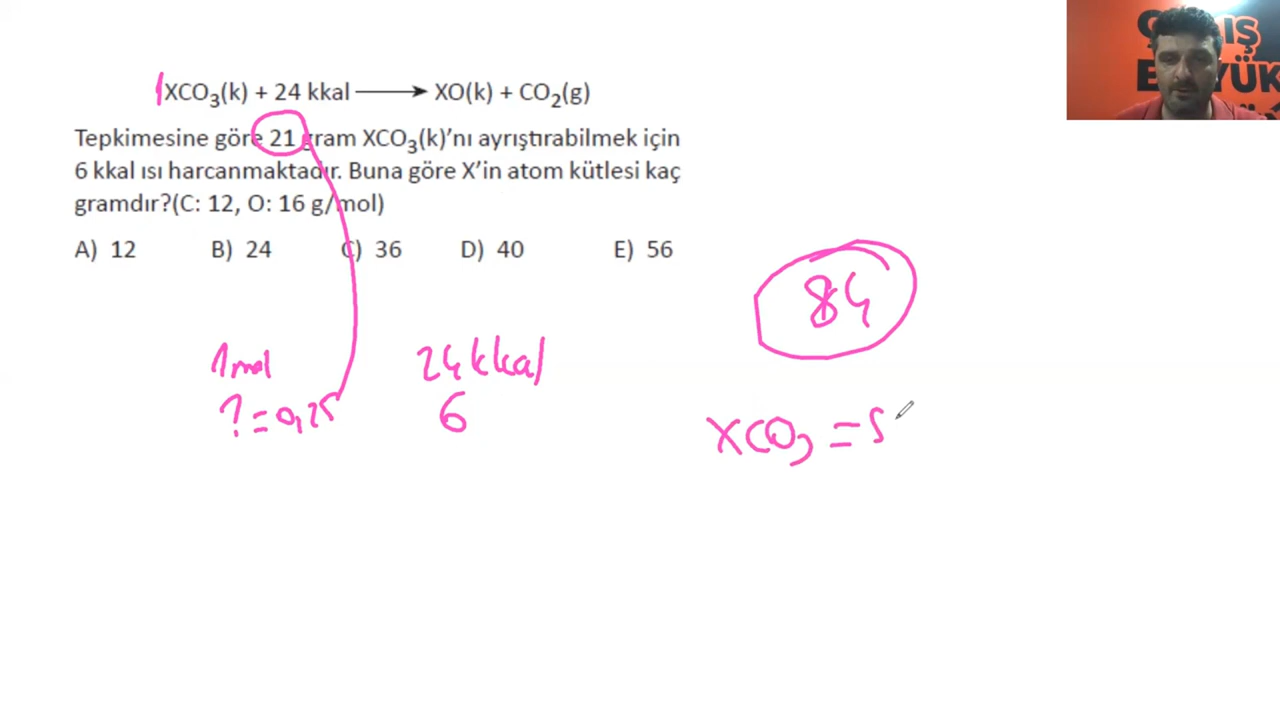 XCO₃(k) + 24 kkal ⟶ XO(k) + CO₂(g)
Tepkimesine göre 21 gram XCO₃(k)'nı ayrıştırabilmek için
6 kkal ısı harcanmaktadır. Buna göre X'in atom kütlesi kaç
gramdır?(C: 12, O: 16 g/mol)
A) 12 B) 24 C) 36 D) 40 E) 56
84
1mol 24kkal
? = 0,25 6
XCO₃ =